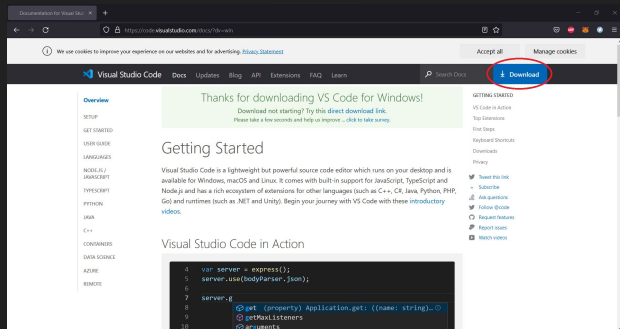 Documentation for Visual Stu
https://code.visualstudio.com/docs/?dv=win
We use cookies to improve your experience on our websites and for advertising. Privacy Statement
Accept all
Manage cookies
Visual Studio Code
Docs
Updates
Blog
API
Extensions
FAQ
Learn
Search Docs
Download
Overview
SETUP
GET STARTED
USER GUIDE
LANGUAGES
NODE.JS /
JAVASCRIPT
TYPESCRIPT
PYTHON
JAVA
C++
CONTAINERS
DATA SCIENCE
AZURE
REMOTE
Thanks for downloading VS Code for Windows!
Download not starting? Try this direct download link.
Please take a few seconds and help us improve ... click to take survey.
Getting Started
Visual Studio Code is a lightweight but powerful source code editor which runs on your desktop and is
available for Windows, macOS and Linux. It comes with built-in support for JavaScript, TypeScript and
Node.js and has a rich ecosystem of extensions for other languages (such as C++, C#, Java, Python, PHP,
Go) and runtimes (such as .NET and Unity). Begin your journey with VS Code with these introductory
videos.
Visual Studio Code in Action
4 var server = express();
5 server.use(bodyParser.json);
6
7 server.g
8 get (property) Application.get: ((name: string)...
9 getMaxListeners
10 arguments
GETTING STARTED
VS Code in Action
Top Extensions
First Steps
Keyboard Shortcuts
Downloads
Privacy
Tweet this link
Subscribe
Ask questions
Follow @code
Request features
Report issues
Watch videos